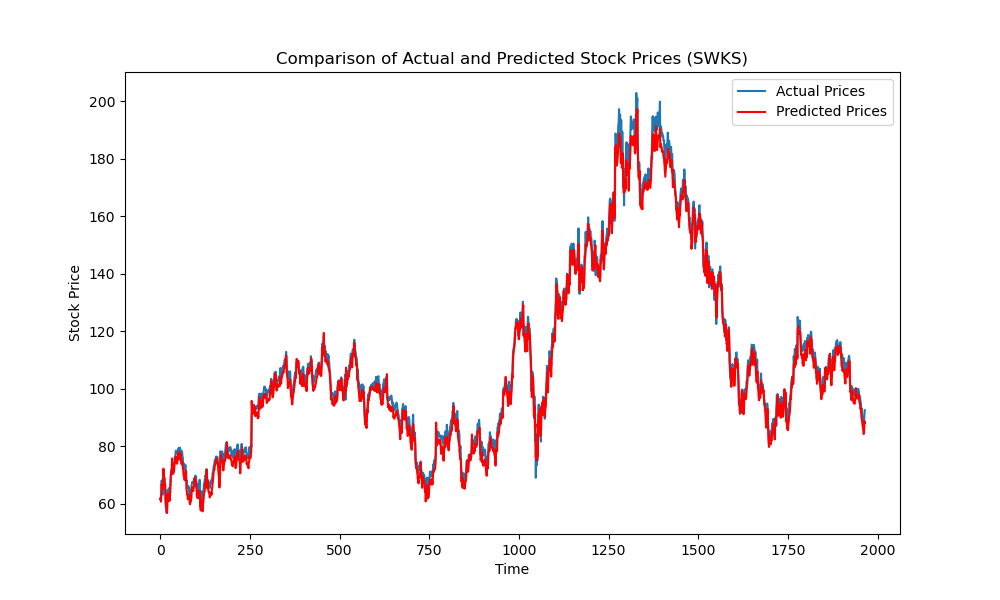 Comparison of Actual and Predicted Stock Prices (SWKS)
Actual Prices
Predicted Prices
Stock Price
200
180
160
140
120
100
80
60
0 250 500 750 1000 1250 1500 1750 2000
Time